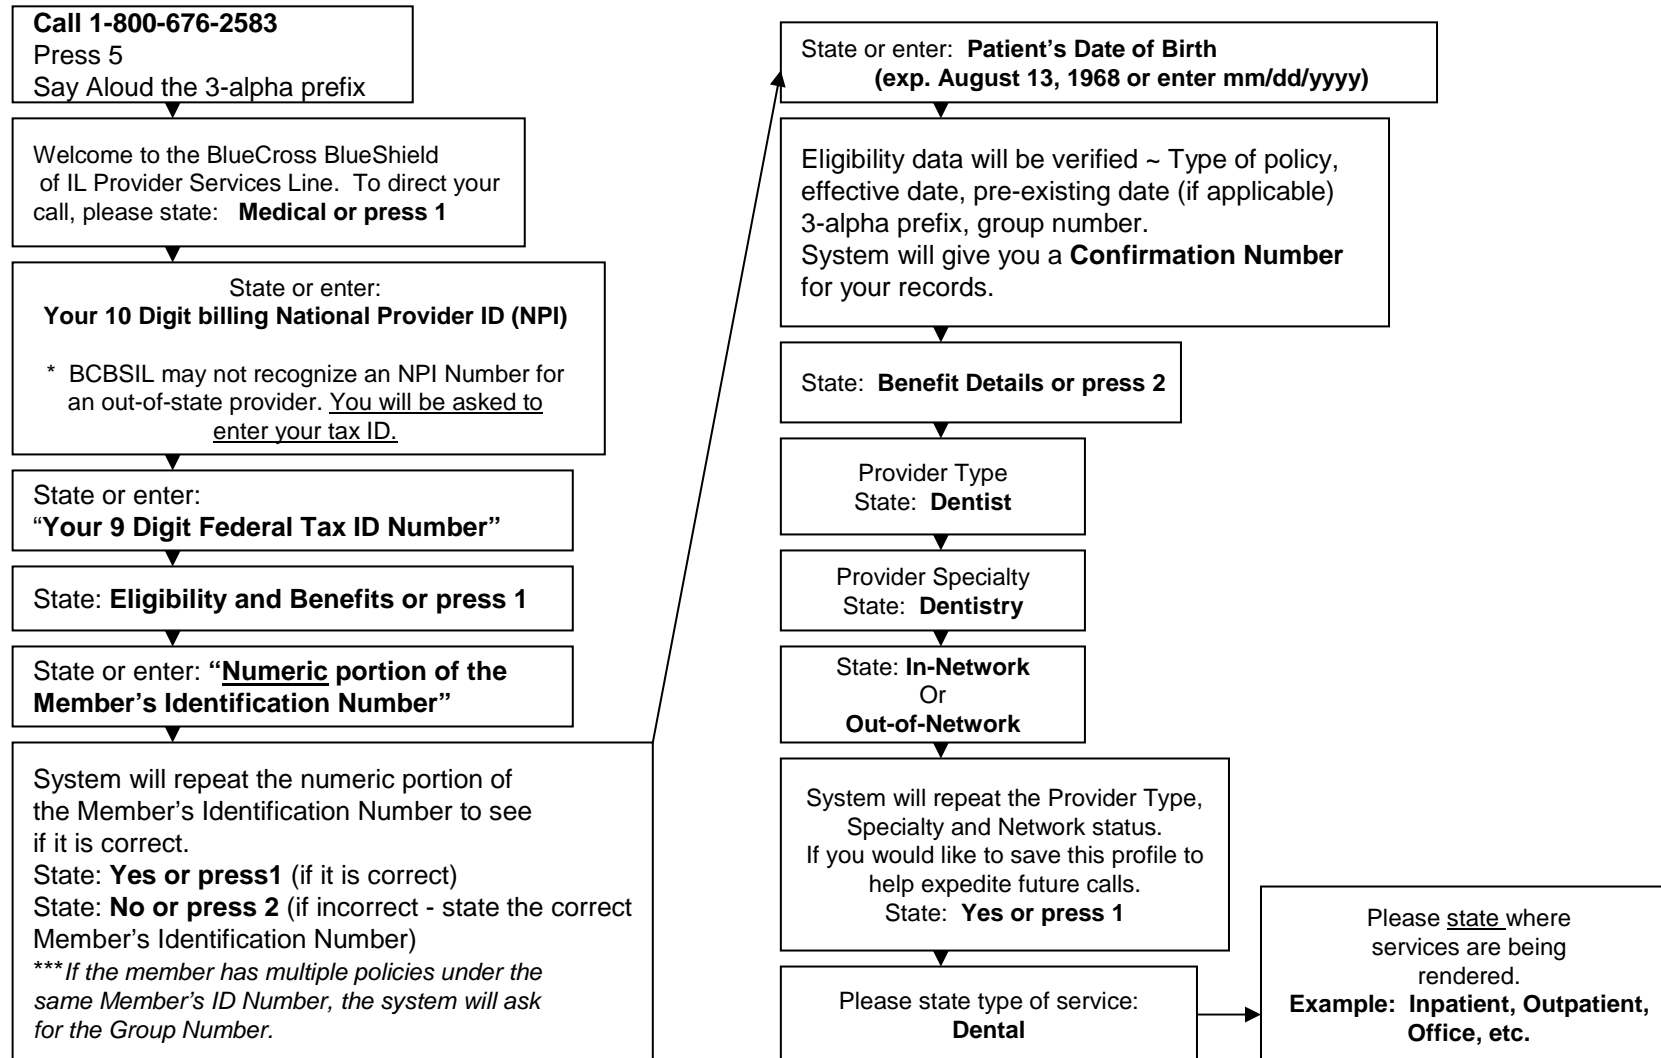 Call 1-800-676-2583
Press 5
Say Aloud the 3-alpha prefix
Welcome to the BlueCross BlueShield
of IL Provider Services Line. To direct your
call, please state: Medical or press 1
State or enter:
Your 10 Digit billing National Provider ID (NPI)
* BCBSIL may not recognize an NPI Number for
an out-of-state provider. You will be asked to
enter your tax ID.
State or enter:
“Your 9 Digit Federal Tax ID Number”
State: Eligibility and Benefits or press 1
State or enter: “Numeric portion of the
Member’s Identification Number”
System will repeat the numeric portion of
the Member’s Identification Number to see
if it is correct.
State: Yes or press1 (if it is correct)
State: No or press 2 (if incorrect - state the correct
Member’s Identification Number)
***If the member has multiple policies under the
same Member’s ID Number, the system will ask
for the Group Number.
State or enter: Patient’s Date of Birth
(exp. August 13, 1968 or enter mm/dd/yyyy)
Eligibility data will be verified ~ Type of policy,
effective date, pre-existing date (if applicable)
3-alpha prefix, group number.
System will give you a Confirmation Number
for your records.
State: Benefit Details or press 2
Provider Type
State: Dentist
Provider Specialty
State: Dentistry
State: In-Network
Or
Out-of-Network
System will repeat the Provider Type,
Specialty and Network status.
If you would like to save this profile to
help expedite future calls.
State: Yes or press 1
Please state type of service:
Dental
Please state where
services are being
rendered.
Example: Inpatient, Outpatient,
Office, etc.